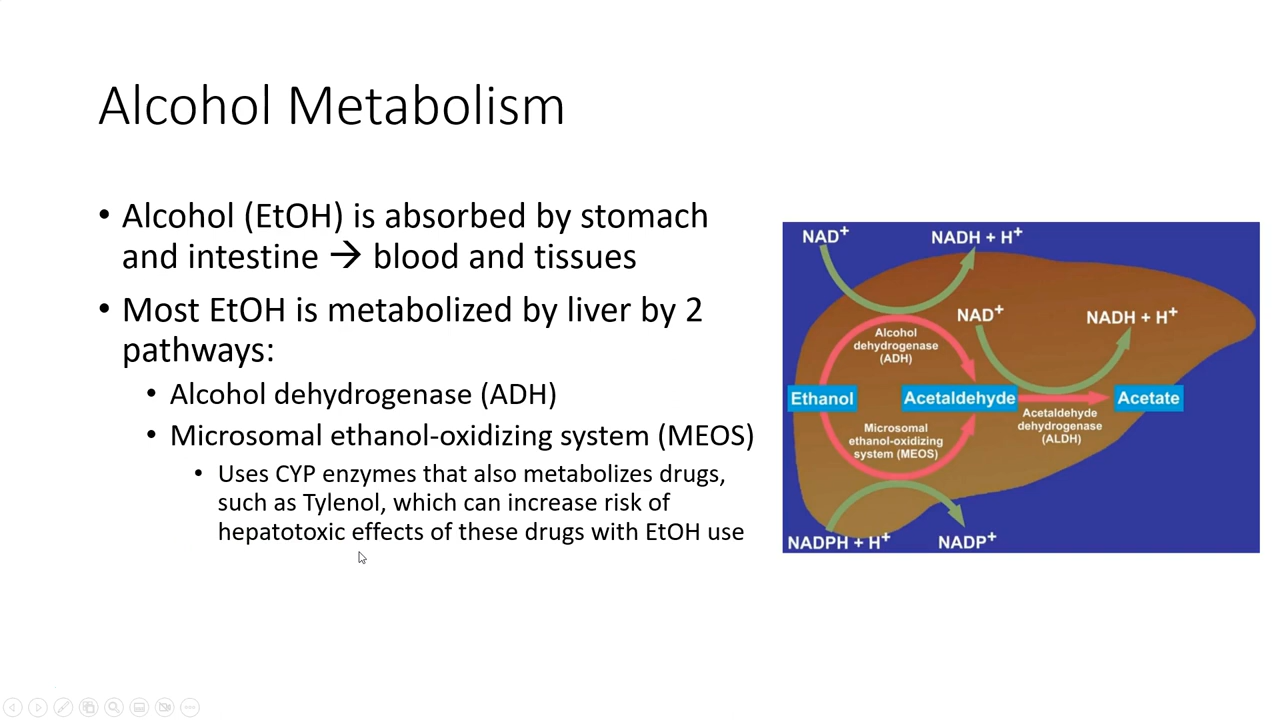 Alcohol Metabolism
• Alcohol (EtOH) is absorbed by stomach
and intestine → blood and tissues
• Most EtOH is metabolized by liver by 2
pathways:
• Alcohol dehydrogenase (ADH)
• Microsomal ethanol-oxidizing system (MEOS)
• Uses CYP enzymes that also metabolizes drugs,
such as Tylenol, which can increase risk of
hepatotoxic effects of these drugs with EtOH use
NAD+
NADH + H+
Alcohol
dehydrogenase
(ADH)
NAD+
NADH + H+
Ethanol
Acetaldehyde
Acetate
Microsomal
ethanol-oxidizing
system (MEOS)
Acetaldehyde
dehydrogenase
(ALDH)
NADPH + H+
NADP+